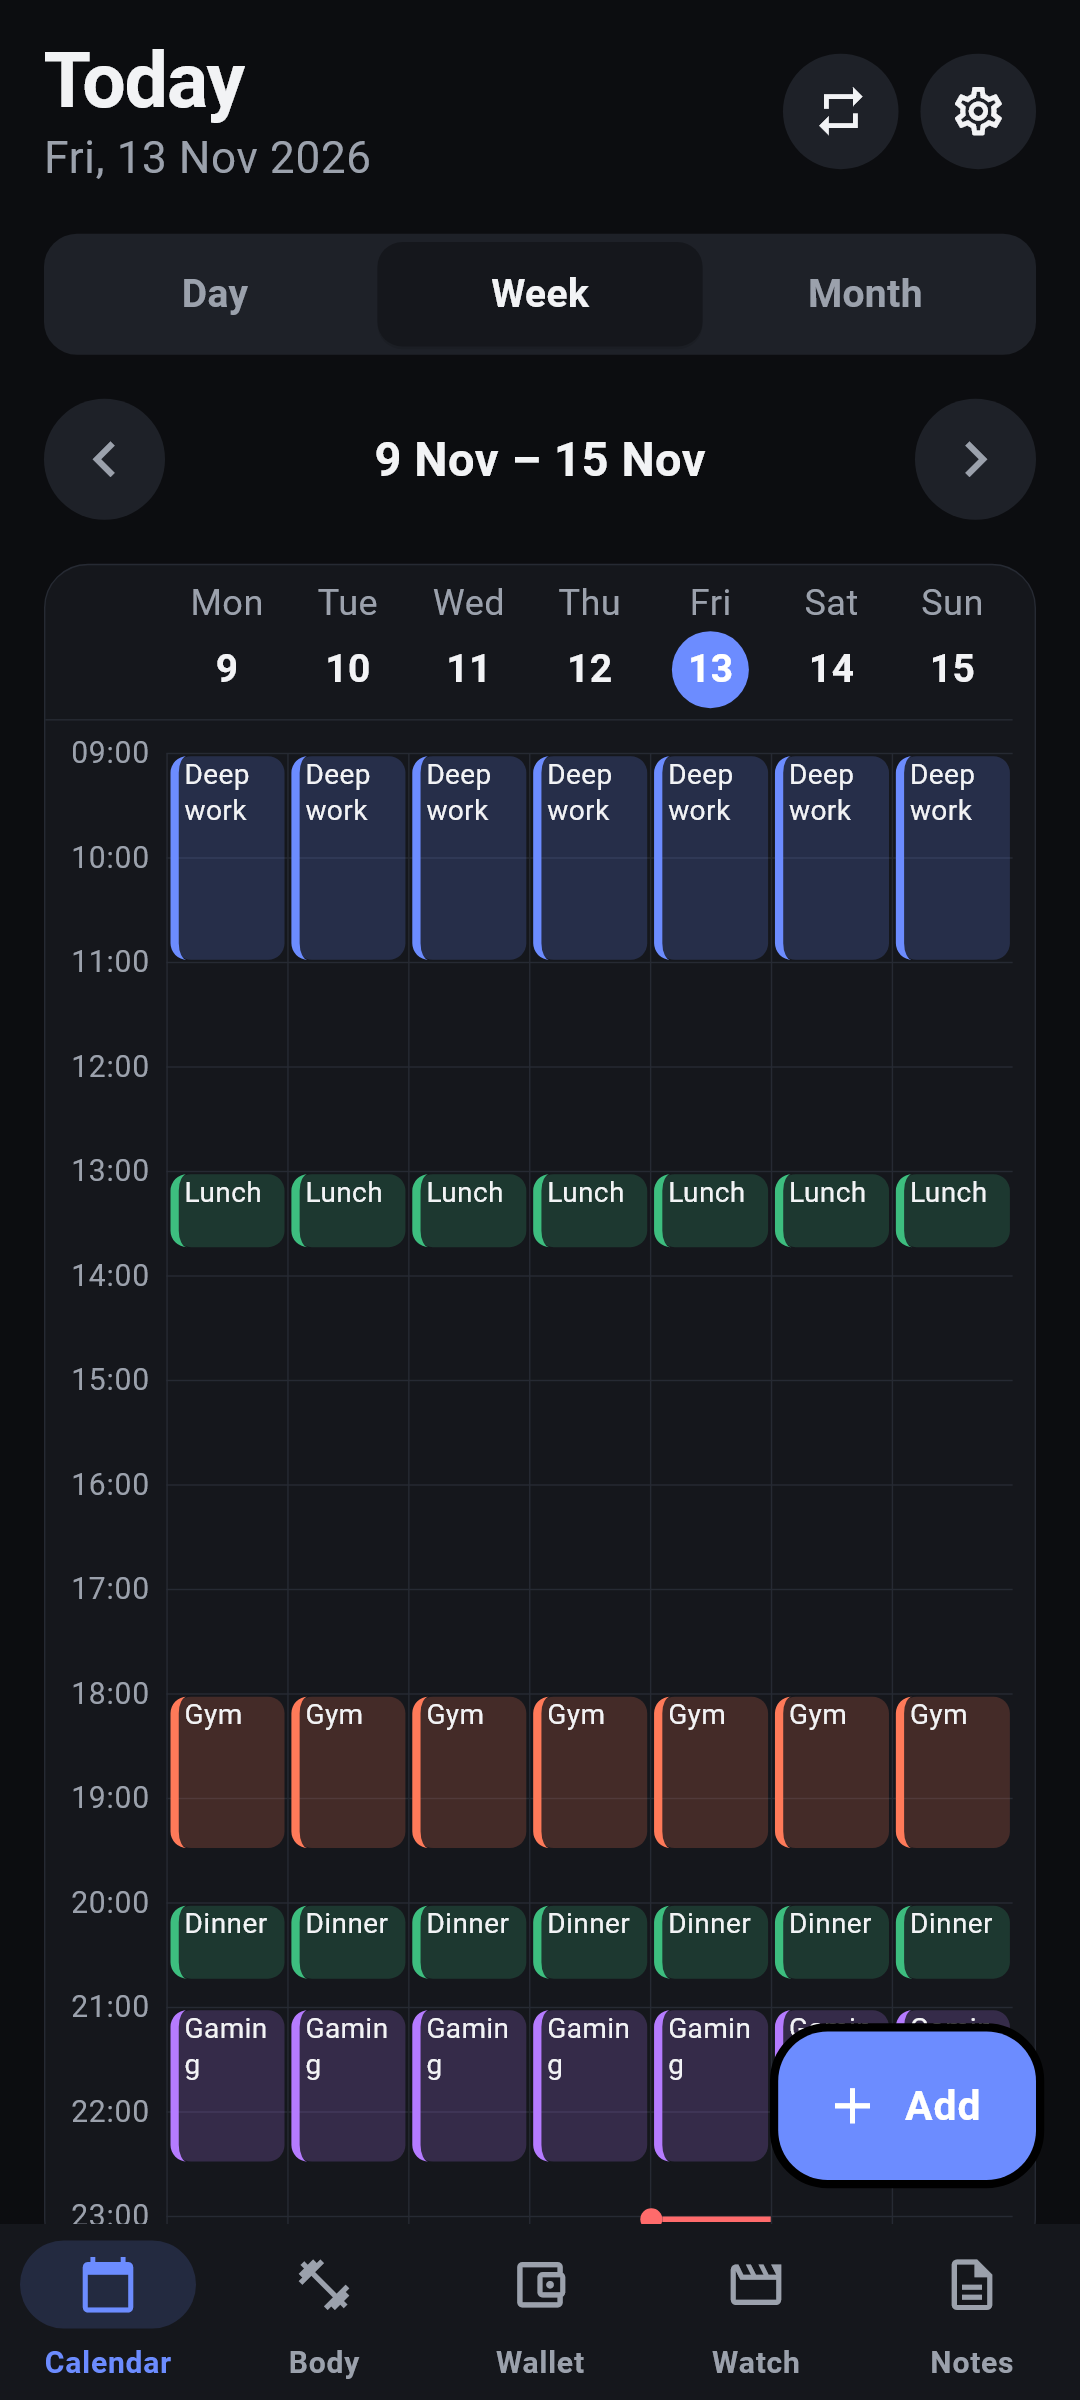 Today
Fri, 13 Nov 2026
Day Week Month
9 Nov – 15 Nov
Mon Tue Wed Thu Fri Sat Sun
9 10 11 12 13 14 15
09:00
Deep Deep Deep Deep Deep Deep Deep
work work work work work work work
10:00
11:00
12:00
13:00
Lunch Lunch Lunch Lunch Lunch Lunch Lunch
14:00
15:00
16:00
17:00
18:00
Gym Gym Gym Gym Gym Gym Gym
19:00
20:00
Dinner Dinner Dinner Dinner Dinner Dinner Dinner
21:00
Gamin Gamin Gamin Gamin Gamin
g g g g g
Add
22:00
23:00
Calendar Body Wallet Watch Notes